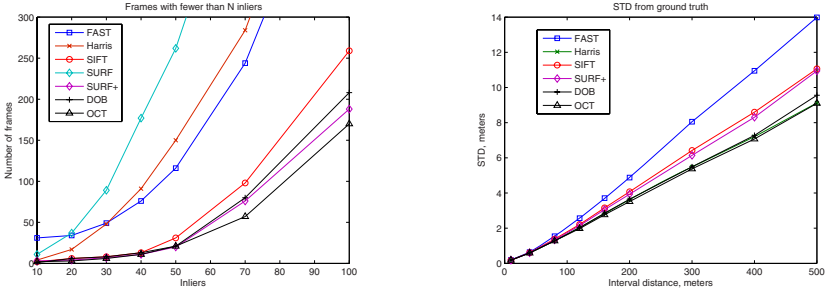 Frames with fewer than N inliers
300
250
200
150
100
50
0
Number of frames
FAST
Harris
SIFT
SURF
SURF+
DOB
OCT
10 20 30 40 50 60 70 80 90 100
Inliers
STD from ground truth
14
12
10
8
6
4
2
0
STD, meters
FAST
Harris
SIFT
SURF+
DOB
OCT
100 200 300 400 500
Interval distance, meters